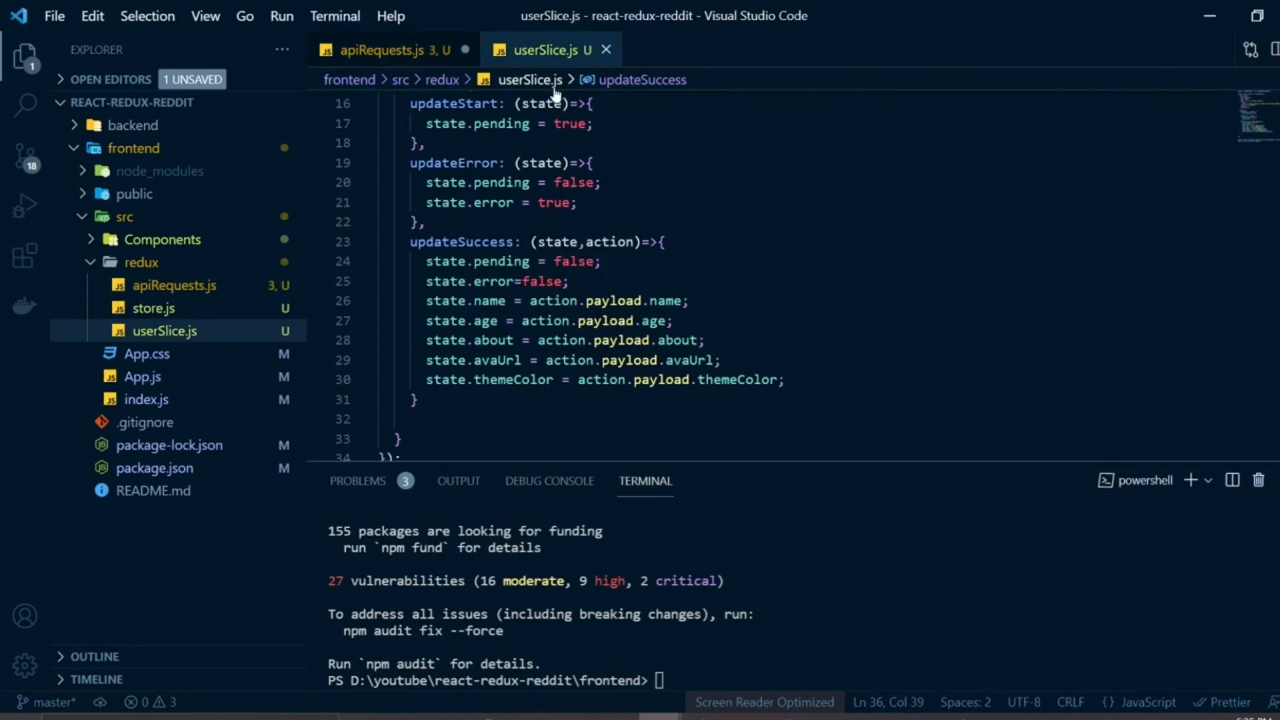 File Edit Selection View Go Run Terminal Help
userSlice.js - react-redux-reddit - Visual Studio Code
EXPLORER
1
OPEN EDITORS 1 UNSAVED
REACT-REDUX-REDDIT
backend
frontend
node_modules
public
src
Components
redux
apiRequests.js 3, U
store.js U
userSlice.js U
App.css M
App.js M
index.js M
.gitignore
package-lock.json M
package.json M
README.md
OUTLINE
TIMELINE
18
apiRequests.js 3, U
userSlice.js U
frontend > src > redux > JS userSlice.js > updateSuccess
16 updateStart: (state)=>{
17 state.pending = true;
18 },
19 updateError: (state)=>{
20 state.pending = false;
21 state.error = true;
22 },
23 updateSuccess: (state,action)=>{
24 state.pending = false;
25 state.error=false;
26 state.name = action.payload.name;
27 state.age = action.payload.age;
28 state.about = action.payload.about;
29 state.avaUrl = action.payload.avaUrl;
30 state.themeColor = action.payload.themeColor;
31 }
32
33 }
34 });
PROBLEMS 3 OUTPUT DEBUG CONSOLE TERMINAL
powershell
155 packages are looking for funding
run `npm fund` for details
27 vulnerabilities (16 moderate, 9 high, 2 critical)
To address all issues (including breaking changes), run:
npm audit fix --force
Run `npm audit` for details.
PS D:\youtube\react-redux-reddit\frontend>
master* 0 3
Screen Reader Optimized Ln 36, Col 39 Spaces: 2 UTF-8 CRLF {} JavaScript Prettier